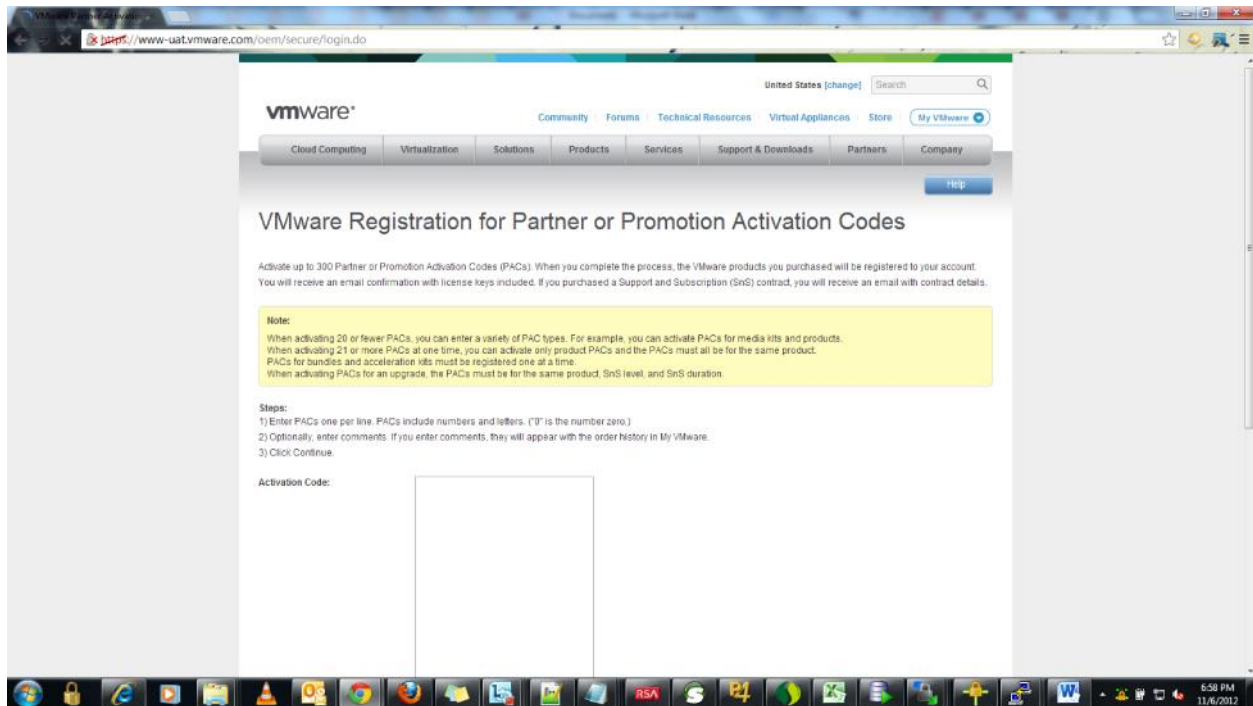 VMware Partner Activation
https://www-uat.vmware.com/oem/secure/login.do
United States [change] Search
vmware
Community Forums Technical Resources Virtual Appliances Store My VMware
Cloud Computing Virtualization Solutions Products Services Support & Downloads Partners Company
Help
VMware Registration for Partner or Promotion Activation Codes
Activate up to 300 Partner or Promotion Activation Codes (PACs). When you complete the process, the VMware products you purchased will be registered to your account.
You will receive an email confirmation with license keys included. If you purchased a Support and Subscription (SnS) contract, you will receive an email with contract details.
Note:
When activating 20 or fewer PACs, you can enter a variety of PAC types. For example, you can activate PACs for media kits and products.
When activating 21 or more PACs at one time, you can activate only product PACs and the PACs must all be for the same product.
PACs for bundles and acceleration kits must be registered one at a time.
When activating PACs for an upgrade, the PACs must be for the same product, SnS level, and SnS duration.
Steps:
1) Enter PACs one per line. PACs include numbers and letters. ("0" is the number zero.)
2) Optionally, enter comments. If you enter comments, they will appear with the order history in My VMware.
3) Click Continue.
Activation Code:
RSA
6:58 PM
11/6/2012